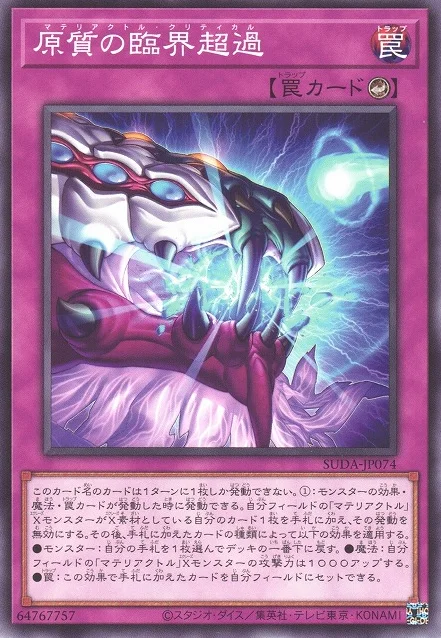 マテリアクトル・クリティカル
原質の臨界超過
トラップ
罠
トラップ
【罠カード】
SUDA-JP074
このカード名のカードは1ターンに1枚しか発動できない。①:モンスターの効果・
魔法・罠カードが発動した時に発動できる。自分フィールドの「マテリアクトル」
XモンスターがX素材としている自分のカード1枚を手札に加え、その発動を
無効にする。その後、手札に加えたカードの種類によって以下の効果を適用する。
●モンスター:自分の手札を1枚選んでデッキの一番下に戻す。●魔法:自分
フィールドの「マテリアクトル」Xモンスターの攻撃力は1000アップする。
●罠:この効果で手札に加えたカードを自分フィールドにセットできる。
64767757
©スタジオ・ダイス/集英社・テレビ東京・KONAMI